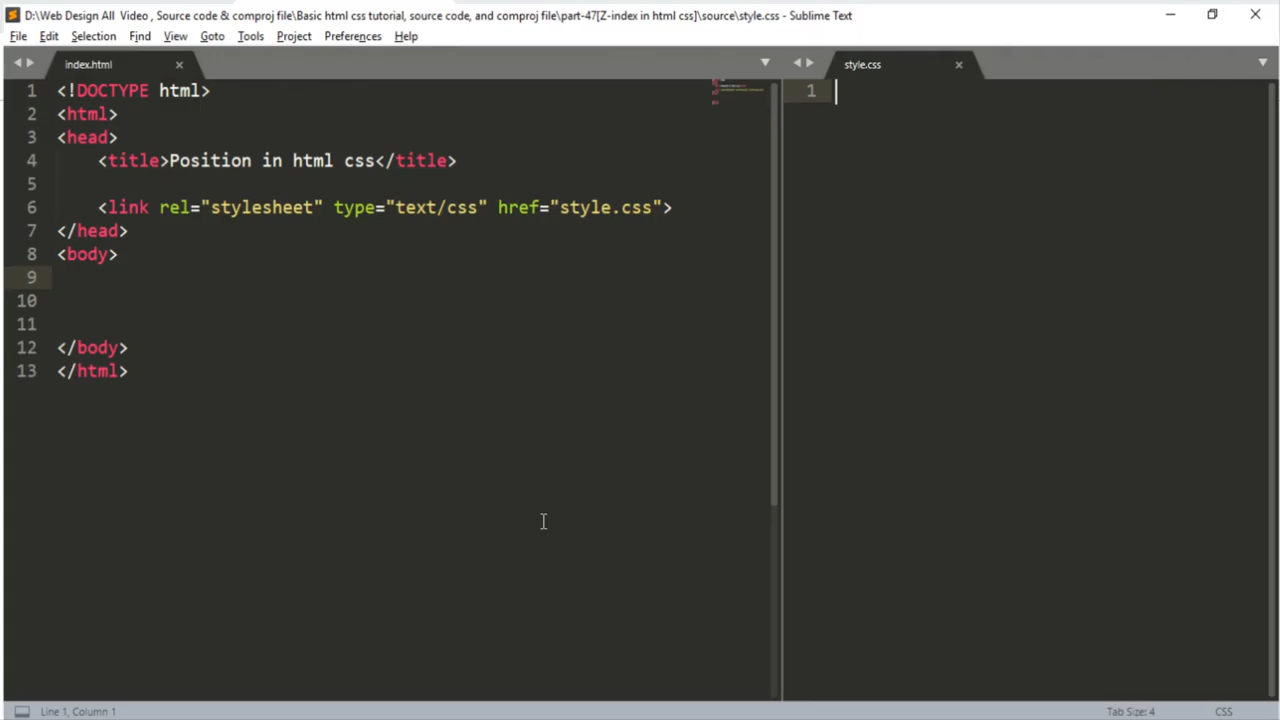 D:\Web Design All  Video , Source code & comproj file\Basic html css tutorial, source code, and comproj file\part-47[Z-index in html css]\source\style.css - Sublime Text
File Edit Selection Find View Goto Tools Project Preferences Help
index.html
style.css
1 <!DOCTYPE html>
2 <html>
3 <head>
4     <title>Position in html css</title>
5
6     <link rel="stylesheet" type="text/css" href="style.css">
7 </head>
8 <body>
9
10
11
12 </body>
13 </html>
1
Line 1, Column 1
Tab Size: 4
CSS